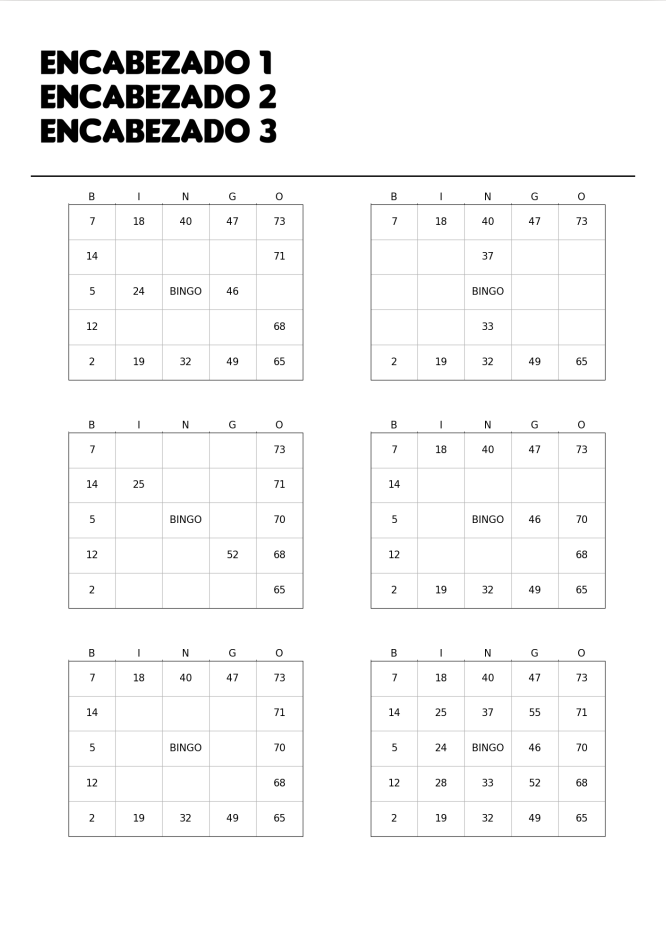 ENCABEZADO 1
ENCABEZADO 2
ENCABEZADO 3
B I N G O
7 18 40 47 73
14 71
5 24 BINGO 46
12 68
2 19 32 49 65
B I N G O
7 18 40 47 73
37
BINGO
33
2 19 32 49 65
B I N G O
7 73
14 25 71
5 BINGO 70
12 52 68
2 65
B I N G O
7 18 40 47 73
14
5 BINGO 46 70
12 68
2 19 32 49 65
B I N G O
7 18 40 47 73
14 71
5 BINGO 70
12 68
2 19 32 49 65
B I N G O
7 18 40 47 73
14 25 37 55 71
5 24 BINGO 46 70
12 28 33 52 68
2 19 32 49 65